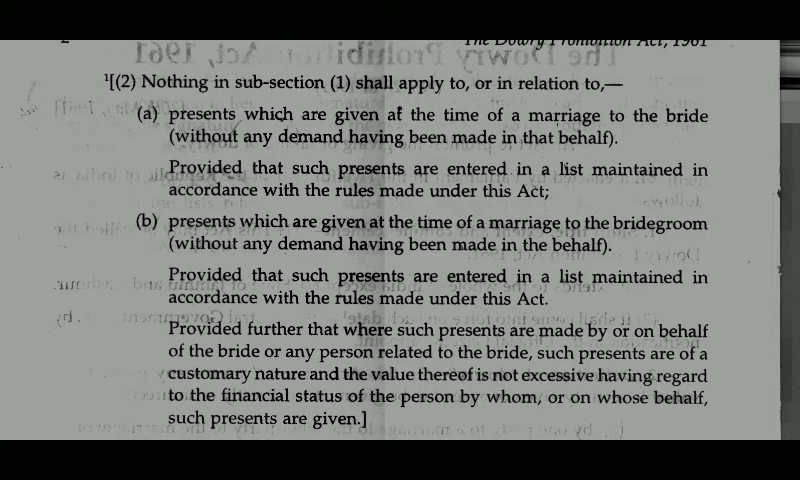 The Dowry Prohibition Act, 1961
¹[(2) Nothing in sub-section (1) shall apply to, or in relation to,—
(a) presents which are given at the time of a marriage to the bride
(without any demand having been made in that behalf).
Provided that such presents are entered in a list maintained in
accordance with the rules made under this Act;
(b) presents which are given at the time of a marriage to the bridegroom
(without any demand having been made in the behalf).
Provided that such presents are entered in a list maintained in
accordance with the rules made under this Act.
Provided further that where such presents are made by or on behalf
of the bride or any person related to the bride, such presents are of a
customary nature and the value thereof is not excessive having regard
to the financial status of the person by whom, or on whose behalf,
such presents are given.]